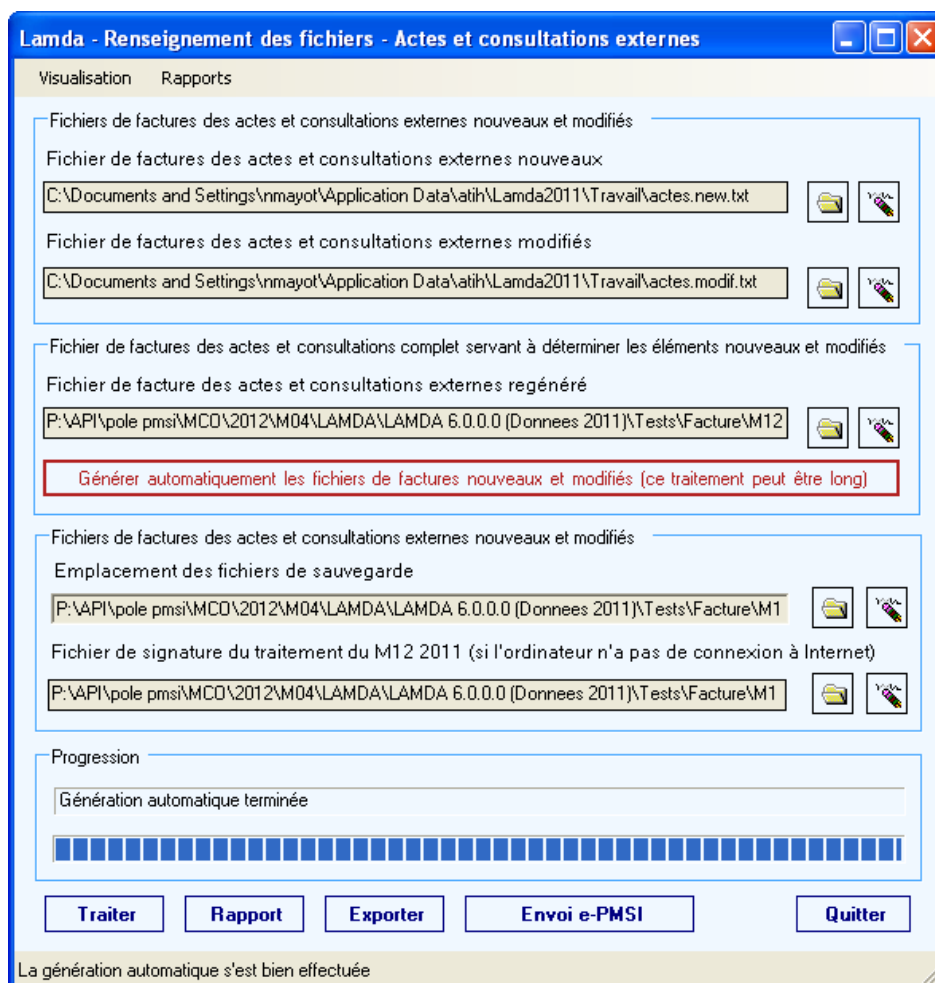 Lamda - Renseignement des fichiers - Actes et consultations externes
Visualisation Rapports
Fichiers de factures des actes et consultations externes nouveaux et modifiés
Fichier de factures des actes et consultations externes nouveaux
C:\Documents and Settings\nmayot\Application Data\atih\Lamda2011\Travail\actes.new.txt
Fichier de factures des actes et consultations externes modifiés
C:\Documents and Settings\nmayot\Application Data\atih\Lamda2011\Travail\actes.modif.txt
Fichier de factures des actes et consultations complet servant à déterminer les éléments nouveaux et modifiés
Fichier de facture des actes et consultations externes regénéré
P:\API\pole pmsi\MCO\2012\M04\LAMDA\LAMDA 6.0.0.0 (Donnees 2011)\Tests\Facture\M12
Générer automatiquement les fichiers de factures nouveaux et modifiés (ce traitement peut être long)
Fichiers de factures des actes et consultations externes nouveaux et modifiés
Emplacement des fichiers de sauvegarde
P:\API\pole pmsi\MCO\2012\M04\LAMDA\LAMDA 6.0.0.0 (Donnees 2011)\Tests\Facture\M1
Fichier de signature du traitement du M12 2011 (si l'ordinateur n'a pas de connexion à Internet)
P:\API\pole pmsi\MCO\2012\M04\LAMDA\LAMDA 6.0.0.0 (Donnees 2011)\Tests\Facture\M1
Progression
Génération automatique terminée
Traiter Rapport Exporter Envoi e-PMSI Quitter
La génération automatique s'est bien effectuée